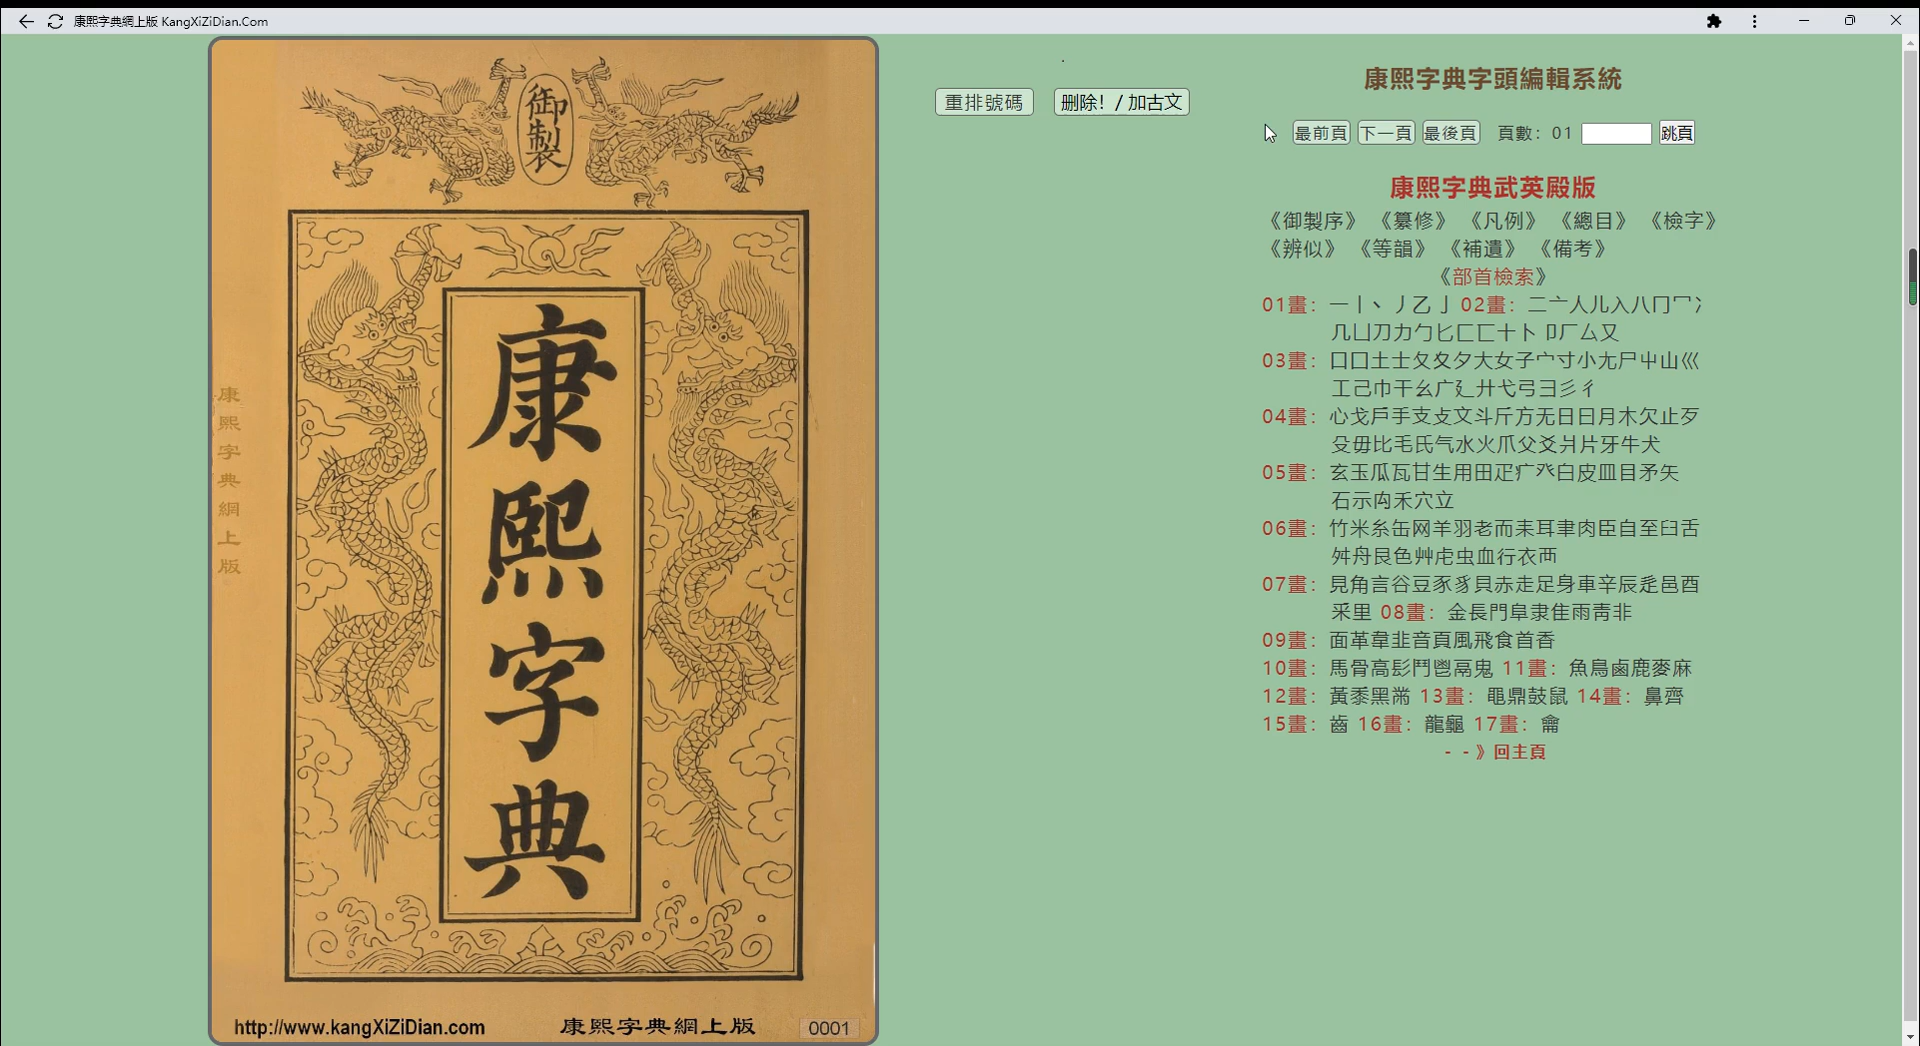 康熙字典網上版 KangXiZiDian.Com
御製
康熙字典
康熙字典網上版
http://www.kangXiZiDian.com
康熙字典網上版
0001
重排號碼
刪除! / 加古文
康熙字典字頭編輯系統
最前頁 下一頁 最後頁 頁數: 01 跳頁
康熙字典武英殿版
《御製序》 《纂修》 《凡例》 《總目》 《檢字》
《辨似》 《等韻》 《補遺》 《備考》
《部首檢索》
01畫: 一丨丶丿乙亅 02畫: 二亠人儿入八冂冖冫
几凵刀力勹匕匚匸十卜卩厂厶又
03畫: 口囗土士夂夊夕大女子宀寸小尢尸屮山巛
工己巾干幺广廴廾弋弓彐彡彳
04畫: 心戈戶手支攴文斗斤方无日曰月木欠止歹
殳毋比毛氏气水火爪父爻爿片牙牛犬
05畫: 玄玉瓜瓦甘生用田疋疒癶白皮皿目矛矢
石示禸禾穴立
06畫: 竹米糸缶网羊羽老而耒耳聿肉臣自至臼舌
舛舟艮色艸虍虫血行衣襾
07畫: 見角言谷豆豕豸貝赤走足身車辛辰辵邑酉
釆里 08畫: 金長門阜隶隹雨靑非
09畫: 面革韋韭音頁風飛食首香
10畫: 馬骨高髟鬥鬯鬲鬼 11畫: 魚鳥鹵鹿麥麻
12畫: 黃黍黑黹 13畫: 黽鼎鼓鼠 14畫: 鼻齊
15畫: 齒 16畫: 龍龜 17畫: 龠
- - 》回主頁